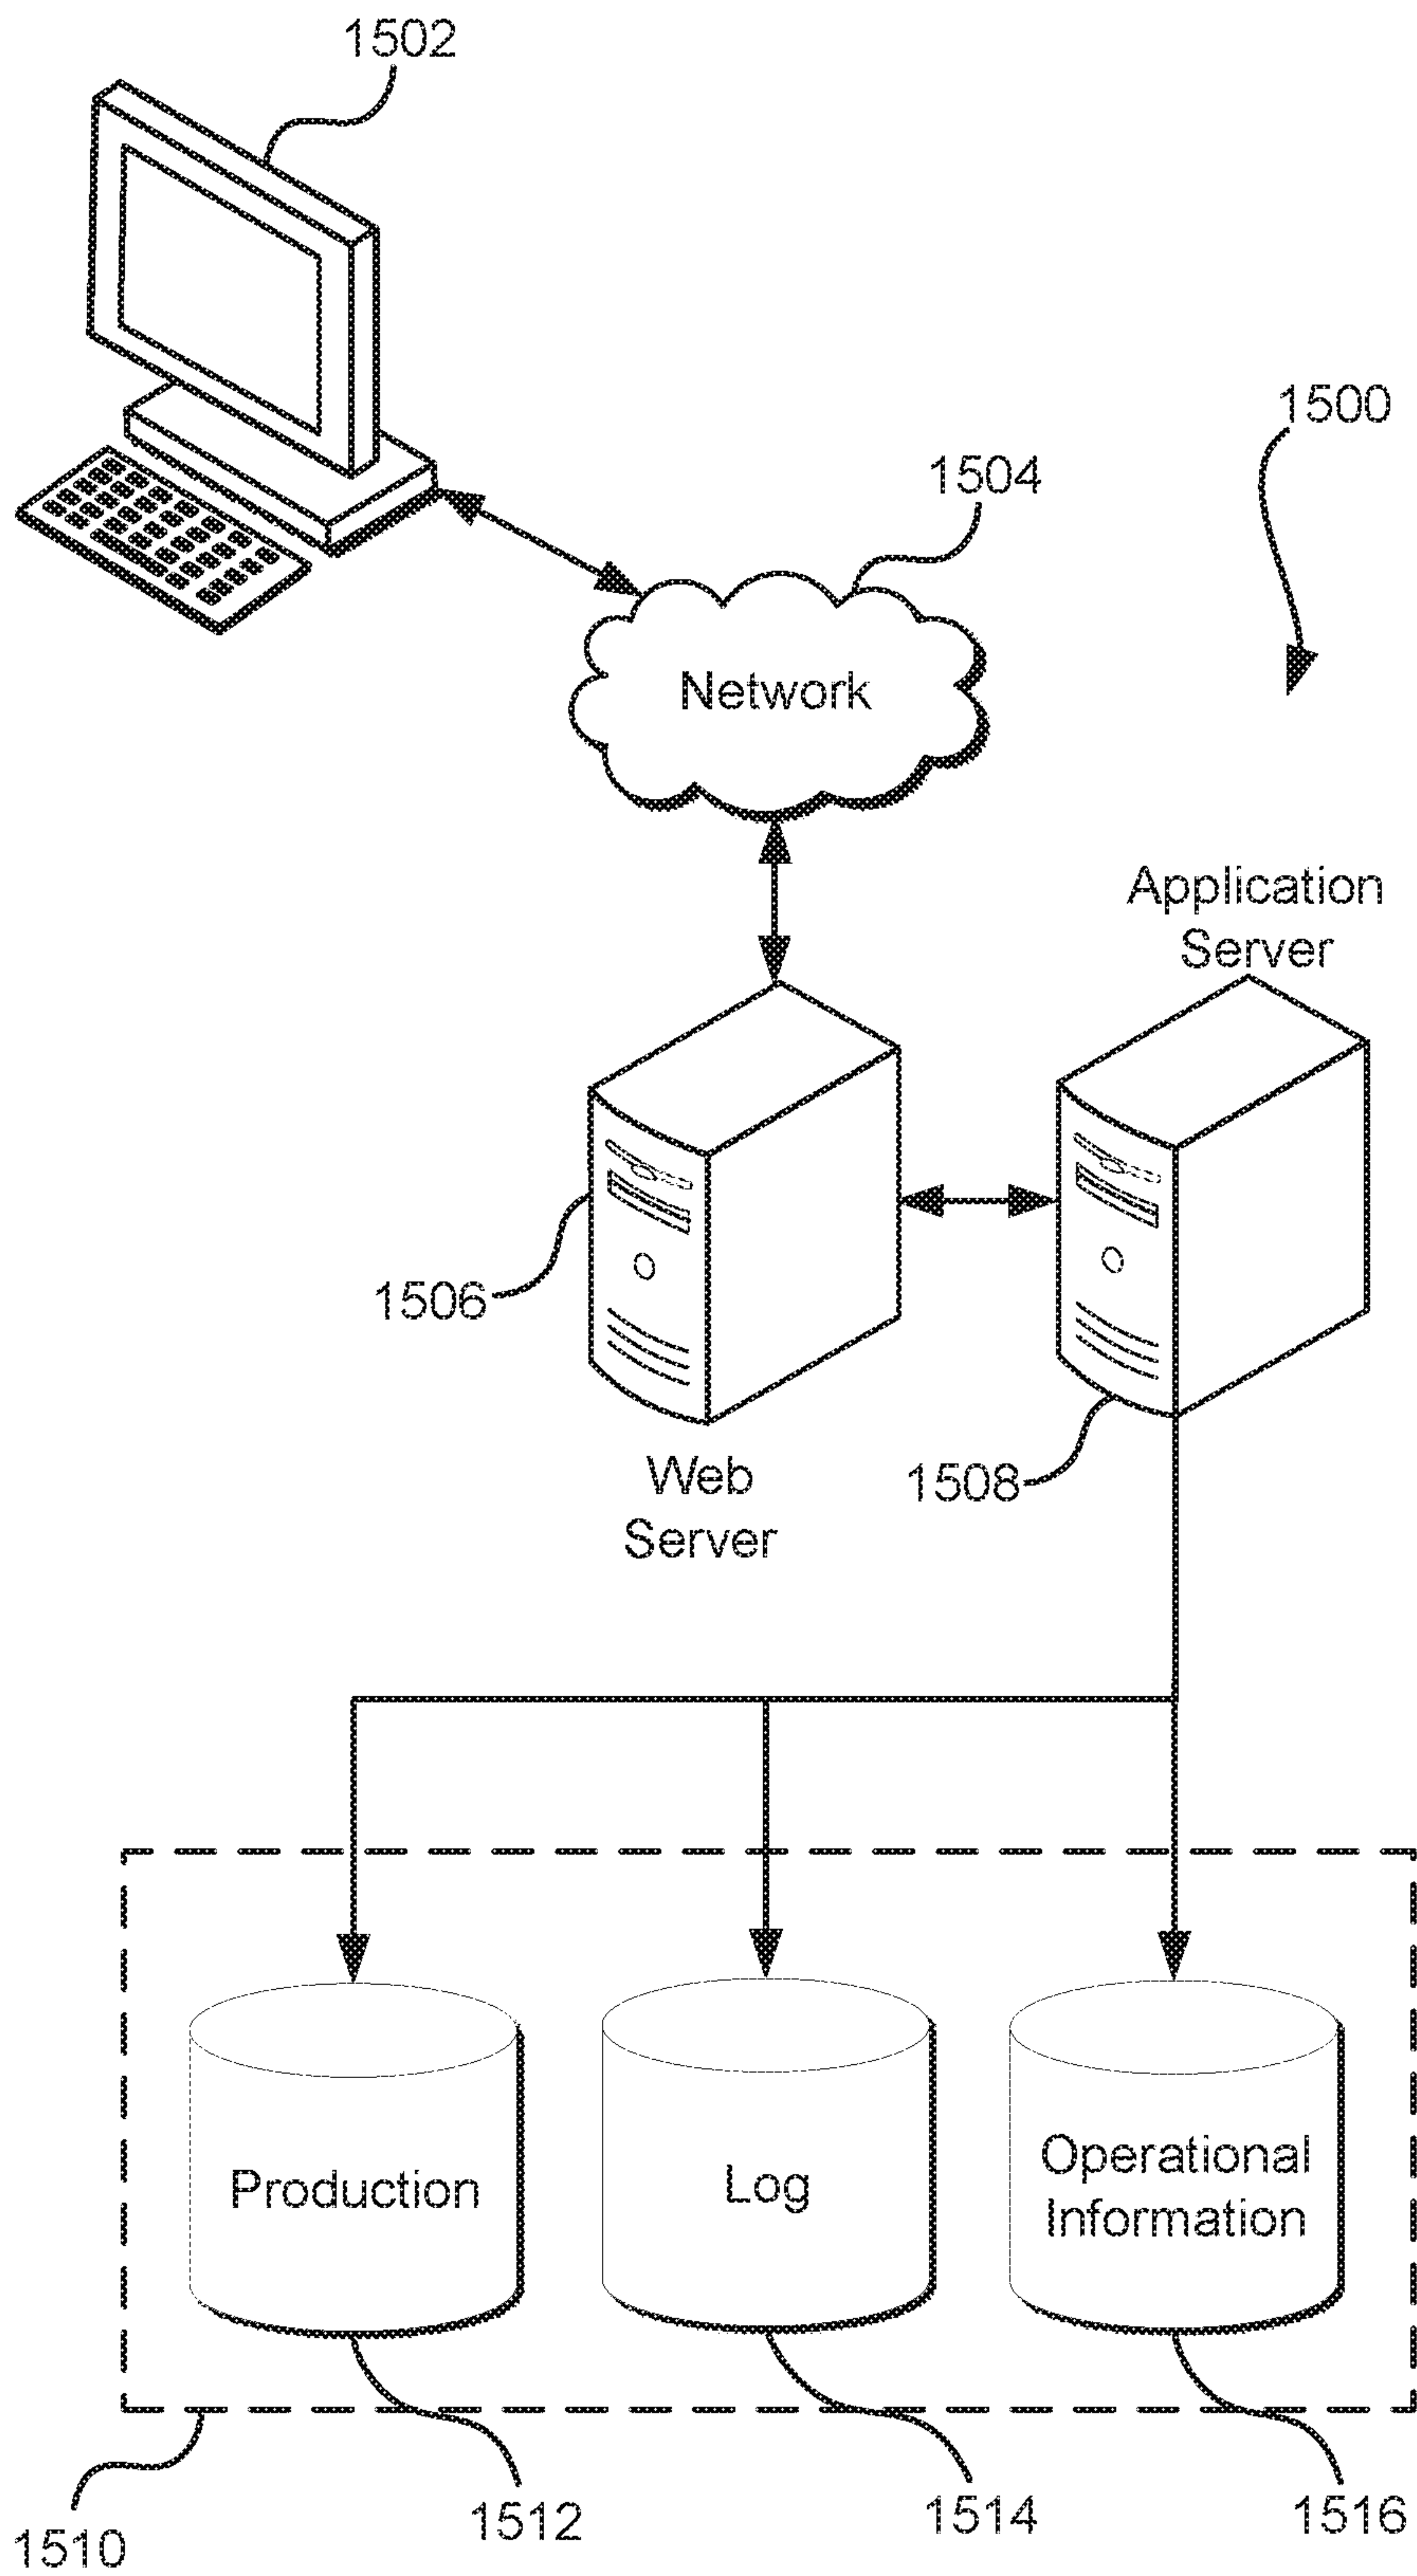 1502
1500
1504
Network
Application
Server
1506
Web
Server
1508
Production
Log
Operational
Information
1510
1512
1514
1516